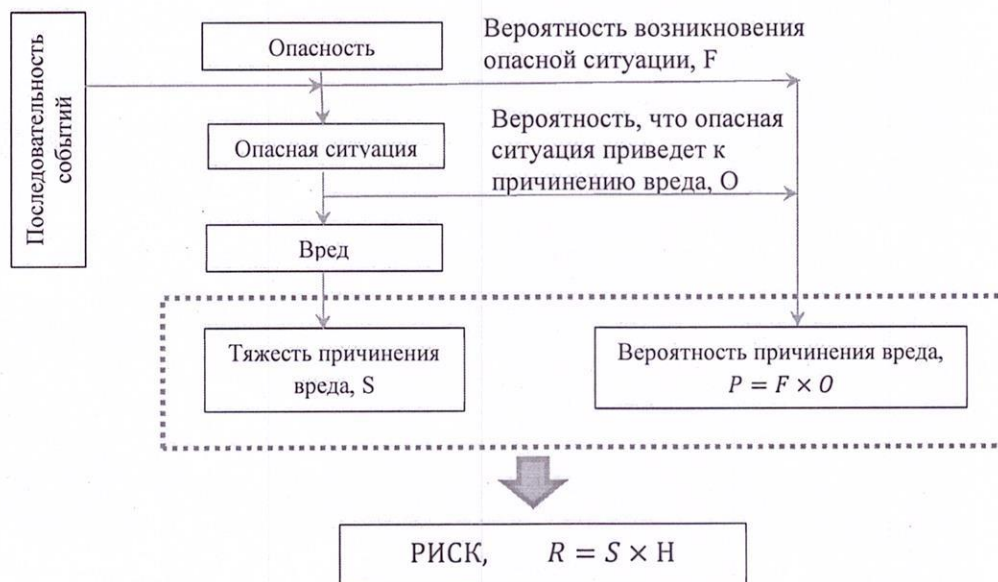 Последовательность
событий
Опасность
Вероятность возникновения
опасной ситуации, F
Опасная ситуация
Вероятность, что опасная
ситуация приведет к
причинению вреда, O
Вред
Тяжесть причинения
вреда, S
Вероятность причинения вреда,
P = F × O
РИСК, R = S × H